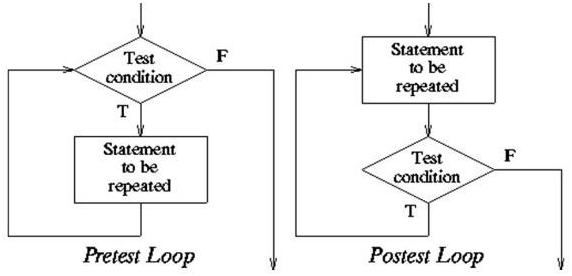 Test
condition
F
T
Statement
to be
repeated
Pretest Loop
Statement
to be
repeated
Test
condition
F
T
Postest Loop